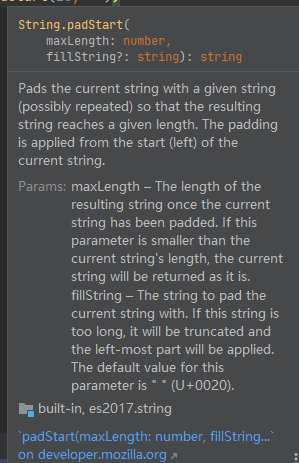 String.padStart(
maxLength: number,
fillString?: string): string
Pads the current string with a given string
(possibly repeated) so that the resulting
string reaches a given length. The padding
is applied from the start (left) of the
current string.
Params: maxLength – The length of the
resulting string once the current
string has been padded. If this
parameter is smaller than the
current string's length, the current
string will be returned as it is.
fillString – The string to pad the
current string with. If this string is
too long, it will be truncated and
the left-most part will be applied.
The default value for this
parameter is " " (U+0020).
built-in, es2017.string
`padStart(maxLength: number, fillString...`
on developer.mozilla.org ↗